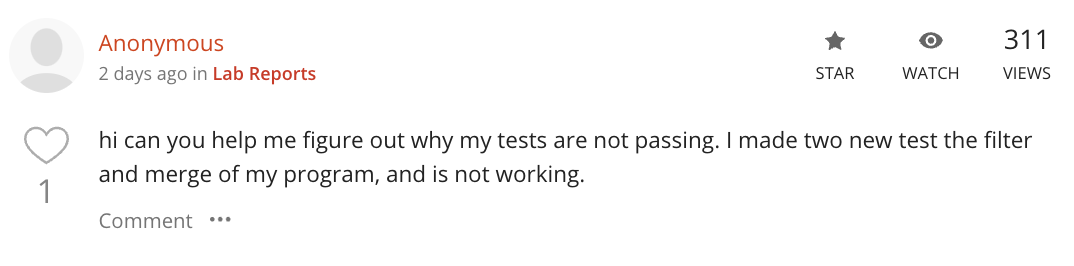 Anonymous
2 days ago in Lab Reports
STAR
WATCH
311
VIEWS
hi can you help me figure out why my tests are not passing. I made two new test the filter
and merge of my program, and is not working.
1
Comment